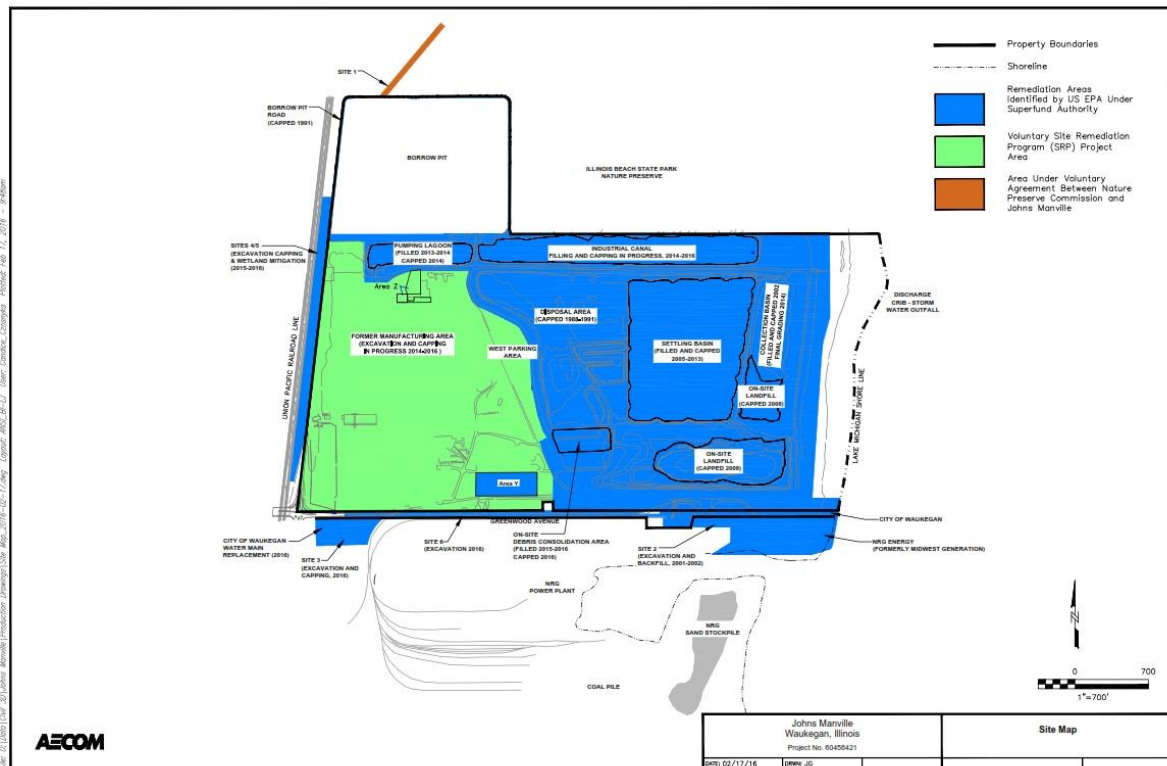 Property Boundaries
Shoreline
Remediation Areas
Identified by US EPA Under
Superfund Authority
Voluntary Site Remediation
Program (SRP) Project
Area
Area Under Voluntary
Agreement Between Nature
Preserve Commission and
Johns Manville
SITE 1
BORROW PIT
ROAD
(CAPPED 1991)
BORROW PIT
ILLINOIS BEACH STATE PARK
NATURE PRESERVE
SITES 4/5
(EXCAVATION CAPPING
& WETLAND MITIGATION
(2015-2016)
PUMPING LAGOON
(FILLED 2013-2014
CAPPED 2014)
INDUSTRIAL CANAL
FILLING AND CAPPING IN PROGRESS, 2014-2016
Area Z
DISPOSAL AREA
(CAPPED 1988-1991)
DISCHARGE
CRIB - STORM
WATER OUTFALL
FORMER MANUFACTURING AREA
(EXCAVATION AND CAPPING
IN PROGRESS 2014-2016 )
WEST PARKING
AREA
SETTLING BASIN
(FILLED AND CAPPED
2005-2013)
COLLECTION BASIN
(FILLED AND CAPPED 2002
FINAL GRADING 2014)
ON-SITE
LANDFILL
(CAPPED 2008)
UNION PACIFIC RAILROAD LINE
LAKE MICHIGAN SHORE LINE
ON-SITE
LANDFILL
(CAPPED 2008)
Area Y
GREENWOOD AVENUE
CITY OF WAUKEGAN
CITY OF WAUKEGAN
WATER MAIN
REPLACEMENT (2016)
SITE 3
(EXCAVATION AND
CAPPING, 2016)
SITE 6
(EXCAVATION 2016)
ON-SITE
DEBRIS CONSOLIDATION AREA
(FILLED 2015-2016
CAPPED 2016)
SITE 2
(EXCAVATION AND
BACKFILL, 2001-2002)
NRG ENERGY
(FORMERLY MIDWEST GENERATION)
NRG
POWER PLANT
NRG
SAND STOCKPILE
COAL PILE
N
0 700
1"=700'
AECOM
Johns Manville
Waukegan, Illinois
Project No. 60456421
Site Map
DATE: 02/17/16 DRWN: JG